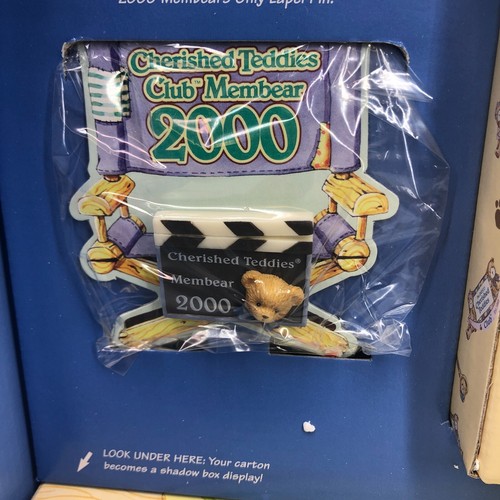 2000 Membears Only Lapel Pin.
Cherished Teddies
Club™ Membear
2000
Cherished Teddies®
Membear
2000
LOOK UNDER HERE: Your carton
becomes a shadow box display!